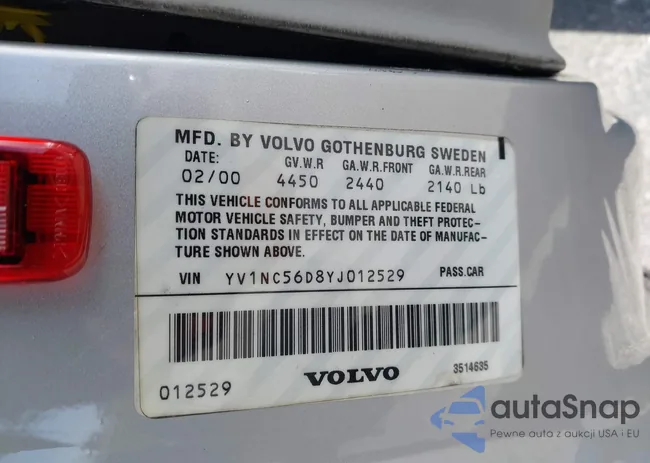 MFD. BY VOLVO GOTHENBURG SWEDEN
DATE: GV.W.R GA.W.R.FRONT GA.W.R.REAR
02/00 4450 2440 2140 Lb
THIS VEHICLE CONFORMS TO ALL APPLICABLE FEDERAL
MOTOR VEHICLE SAFETY, BUMPER AND THEFT PROTEC-
TION STANDARDS IN EFFECT ON THE DATE OF MANUFAC-
TURE SHOWN ABOVE.
VIN YV1NC56D8YJ012529 PASS.CAR
012529 VOLVO 3514635
autaSnap
Pewne auta z aukcji USA i EU